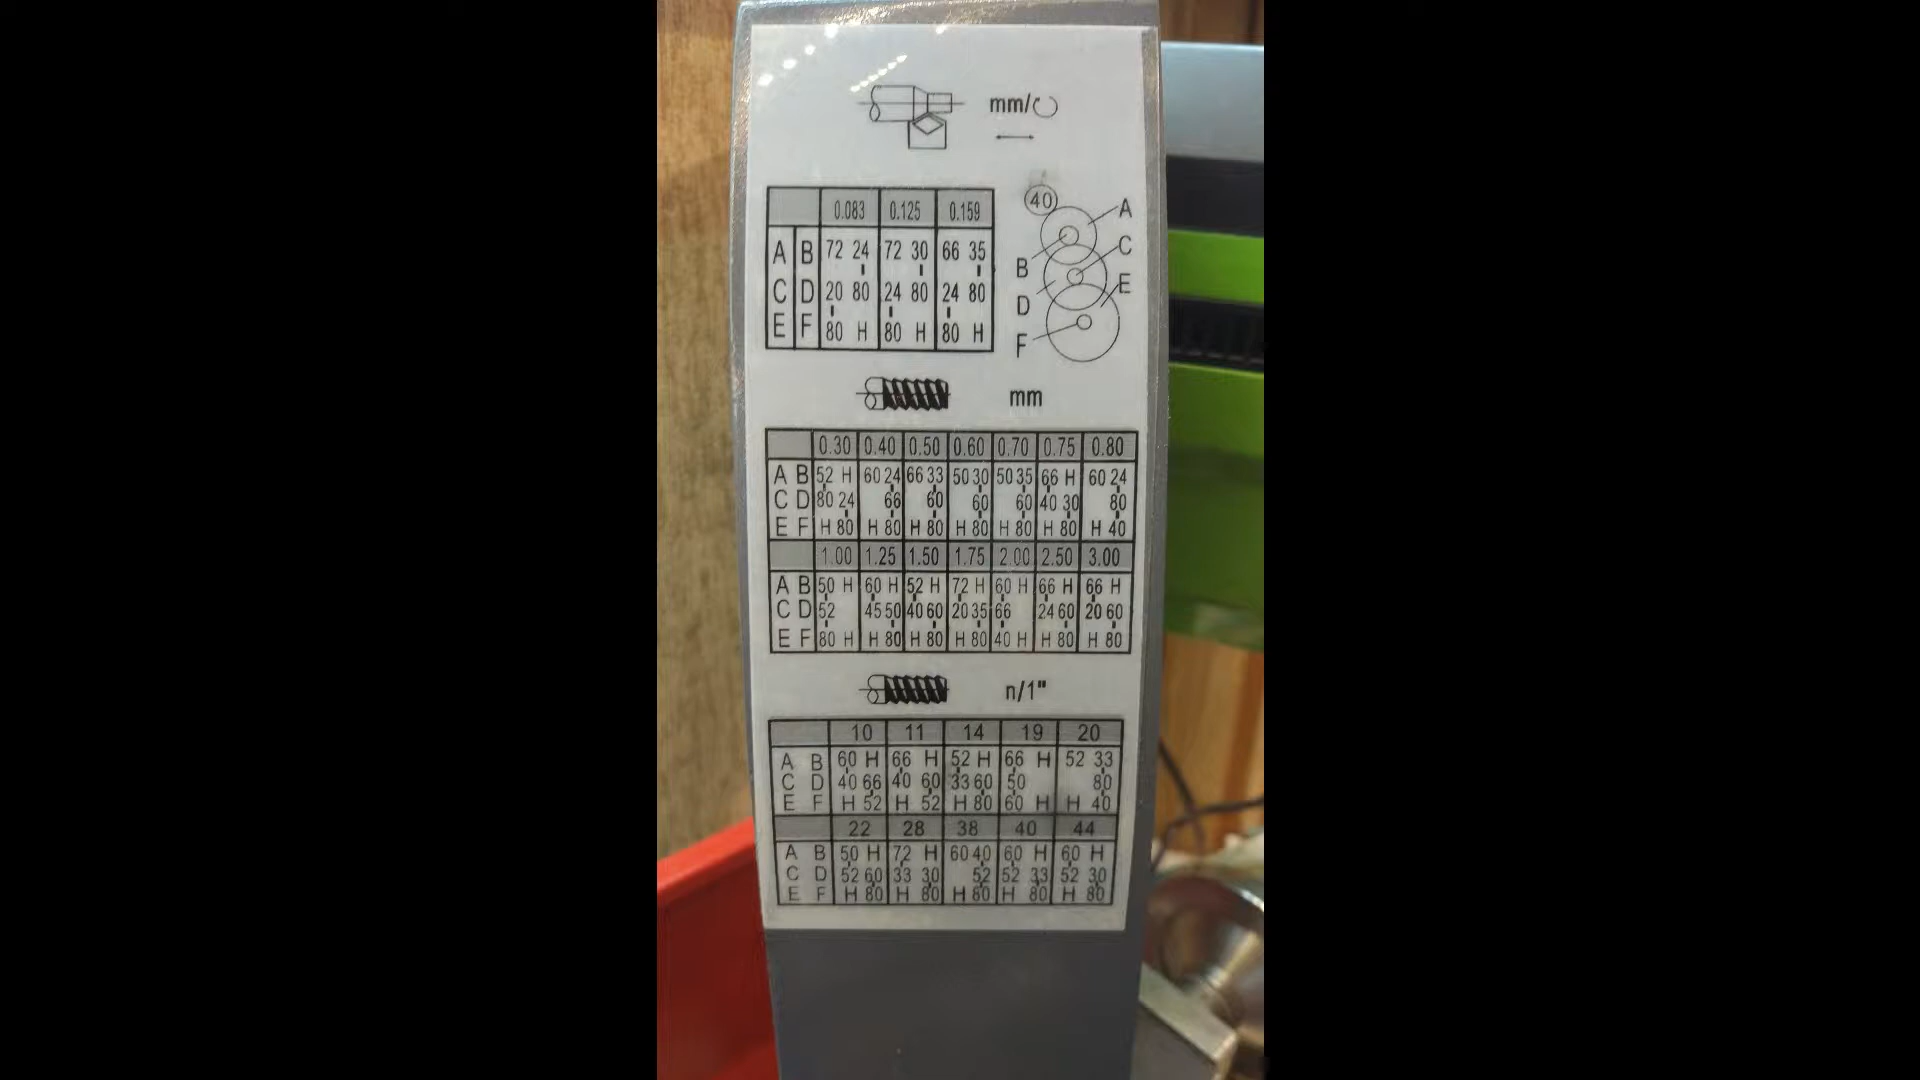 mm/
0.083 0.125 0.159
A B 72 24 72 30 66 35
C D 20 80 24 80 24 80
E F 80 H 80 H 80 H
40
A
C
B
E
D
F
mm
0.30 0.40 0.50 0.60 0.70 0.75 0.80
A B 52 H 60 24 66 33 50 30 50 35 66 H 60 24
C D 80 24 66 60 60 60 40 30 80
E F H 80 H 80 H 80 H 80 H 80 H 80 H 40
1.00 1.25 1.50 1.75 2.00 2.50 3.00
A B 50 H 60 H 52 H 72 H 60 H 66 H 66 H
C D 52 45 50 40 60 20 35 66 24 60 20 60
E F 80 H H 80 H 80 H 80 40 H H 80 H 80
n/1"
10 11 14 19 20
A B 60 H 66 H 52 H 66 H 52 33
C D 40 66 40 60 33 60 50 80
E F H 52 H 52 H 80 60 H H 40
22 28 38 40 44
A B 50 H 72 H 60 40 60 H 60 H
C D 52 60 33 30 52 52 33 52 30
E F H 80 H 80 H 80 H 80 H 80